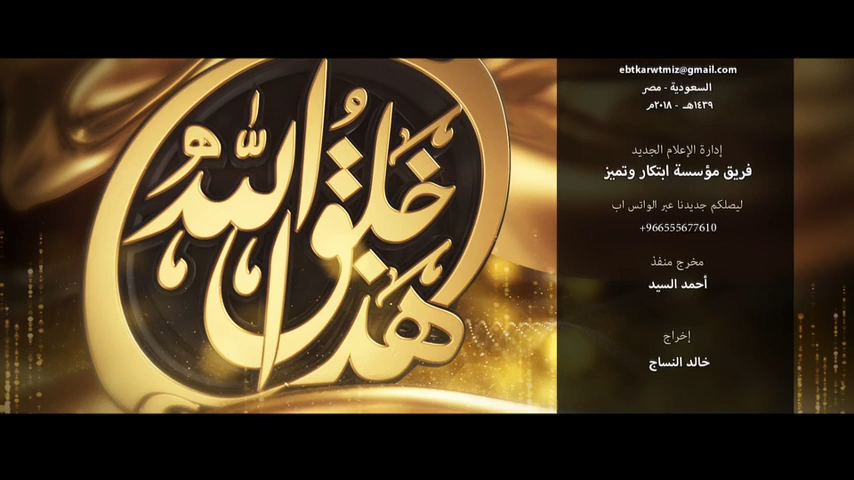 هذا خلق الله
ebtkarwtmiz@gmail.com
السعودية - مصر
١٤٣٩هـ - ٢٠١٨م
إدارة الإعلام الجديد
فريق مؤسسة ابتكار وتميز
ليصلكم جديدنا عبر الواتس اب
+966555677610
مخرج منفذ
أحمد السيد
إخراج
خالد النساج